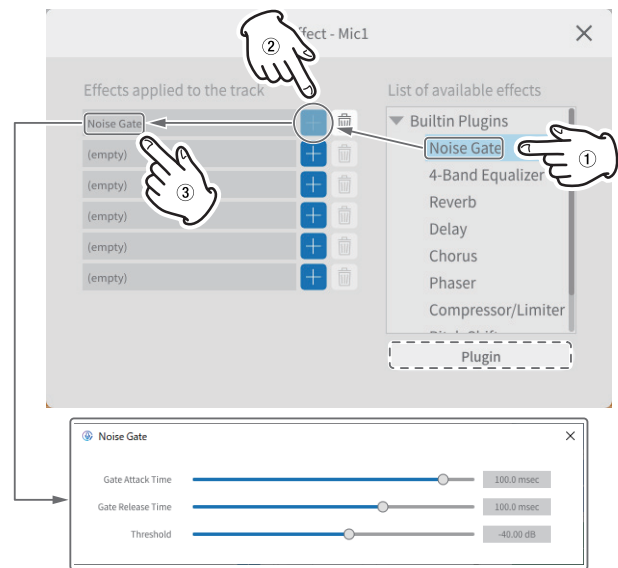 ②
ffect - Mic1
Effects applied to the track
List of available effects
Noise Gate
Builtin Plugins
(empty)
Noise Gate
①
(empty)
③
4-Band Equalizer
(empty)
Reverb
(empty)
Delay
(empty)
Chorus
Phaser
Compressor/Limiter
Plugin
Noise Gate
Gate Attack Time
100.0 msec
Gate Release Time
100.0 msec
Threshold
-40.00 dB